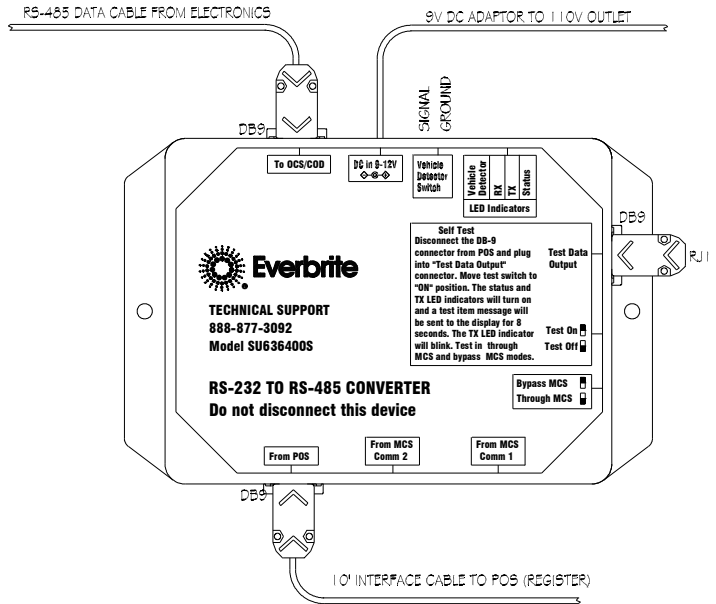 RS-485 DATA CABLE FROM ELECTRONICS
9V DC ADAPTOR TO 110V OUTLET
SIGNAL
GROUND
DB9
To OCS/COD
DC in 9-12V
Vehicle
Detector
Switch
Vehicle
Detector
RX
TX
Status
LED Indicators
DB9
RJ1
Self Test
Disconnect the DB-9
connector from POS and plug
into "Test Data Output"
connector. Move test switch to
"ON" position. The status and
TX LED indicators will turn on
and a test item message will
be sent to the display for 8
seconds. The TX LED indicator
will blink. Test in through
MCS and bypass MCS modes.
Test Data
Output
Test On
Test Off
Everbrite
TECHNICAL SUPPORT
888-877-3092
Model SU636400S
Bypass MCS
Through MCS
RS-232 TO RS-485 CONVERTER
Do not disconnect this device
From POS
From MCS
Comm 2
From MCS
Comm 1
DB9
10' INTERFACE CABLE TO POS (REGISTER)